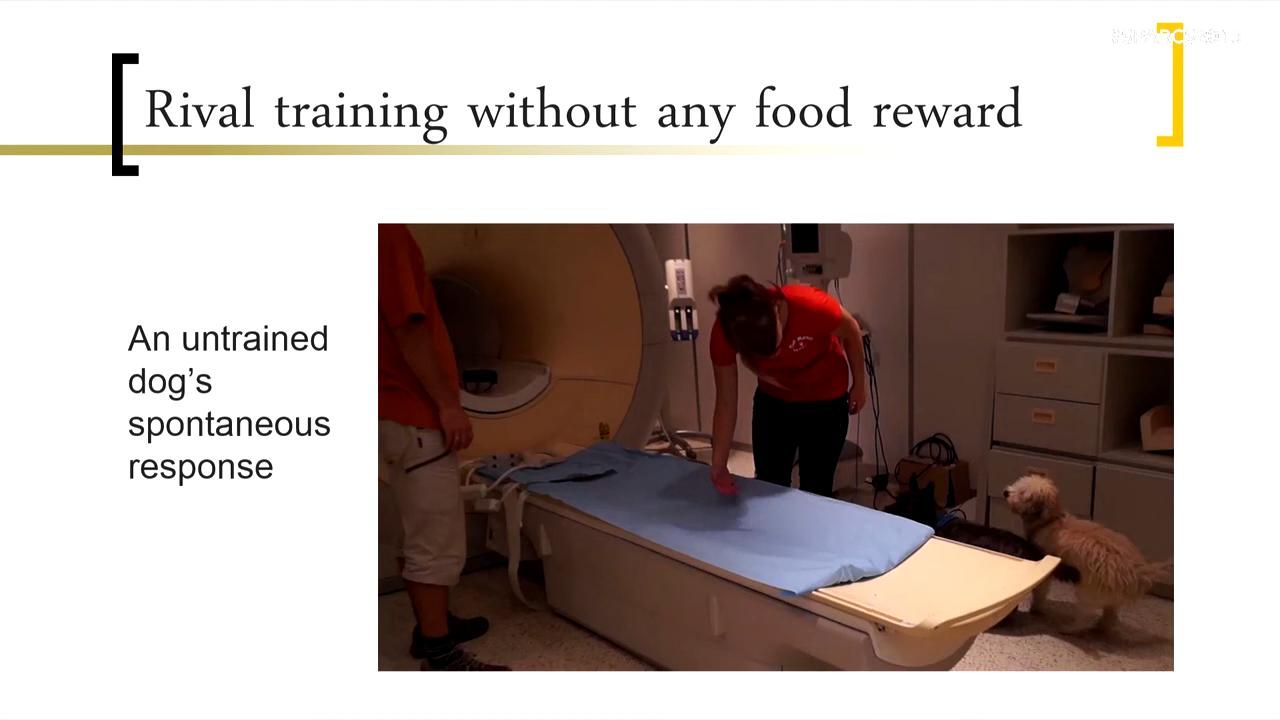 Rival training without any food reward
An untrained
dog’s
spontaneous
response